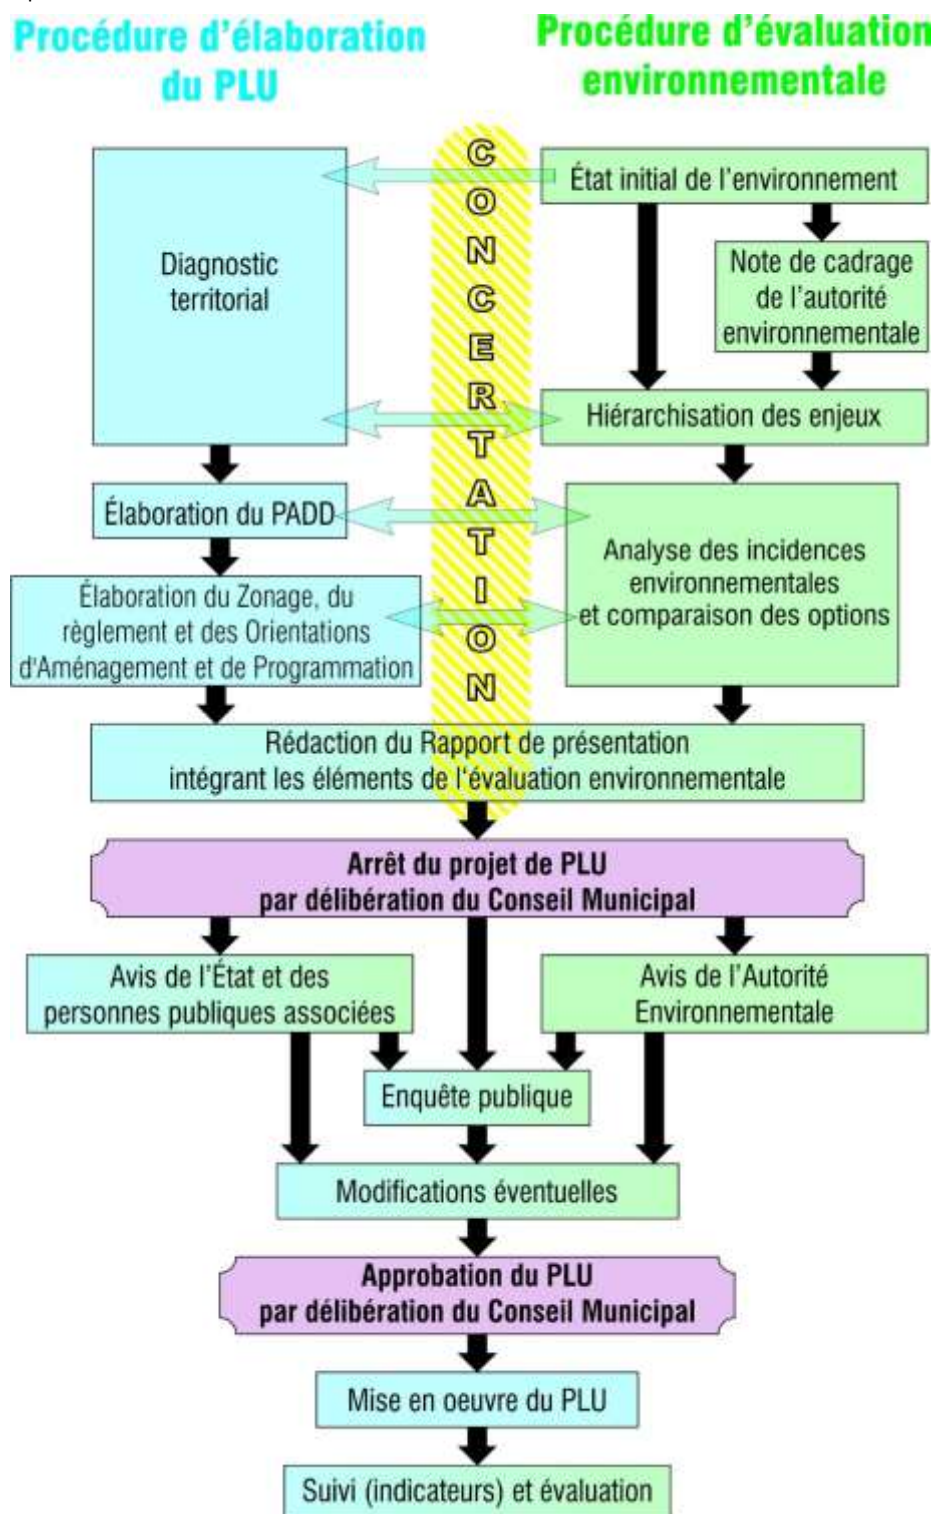 Procédure d'élaboration
du PLU
Procédure d'évaluation
environnementale
CONCERTATION
Diagnostic
territorial
État initial de l'environnement
Note de cadrage
de l'autorité
environnementale
Hiérarchisation des enjeux
Élaboration du PADD
Analyse des incidences
environnementales
et comparaison des options
Élaboration du Zonage, du
règlement et des Orientations
d'Aménagement et de Programmation
Rédaction du Rapport de présentation
intégrant les éléments de l'évaluation environnementale
Arrêt du projet de PLU
par délibération du Conseil Municipal
Avis de l'État et des
personnes publiques associées
Avis de l'Autorité
Environnementale
Enquête publique
Modifications éventuelles
Approbation du PLU
par délibération du Conseil Municipal
Mise en oeuvre du PLU
Suivi (indicateurs) et évaluation